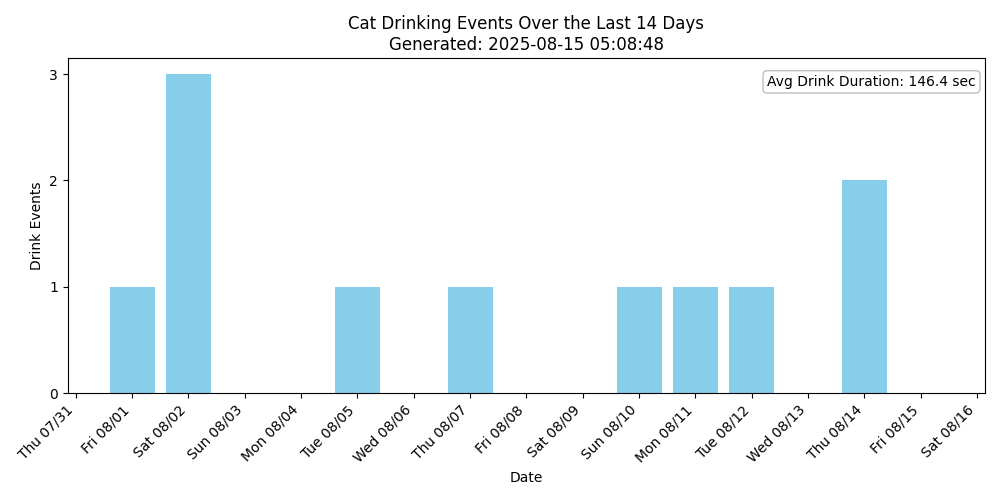 Cat Drinking Events Over the Last 14 Days
Generated: 2025-08-15 05:08:48
Avg Drink Duration: 146.4 sec
Drink Events
3
2
1
0
Thu 07/31
Fri 08/01
Sat 08/02
Sun 08/03
Mon 08/04
Tue 08/05
Wed 08/06
Thu 08/07
Fri 08/08
Sat 08/09
Sun 08/10
Mon 08/11
Tue 08/12
Wed 08/13
Thu 08/14
Fri 08/15
Sat 08/16
Date